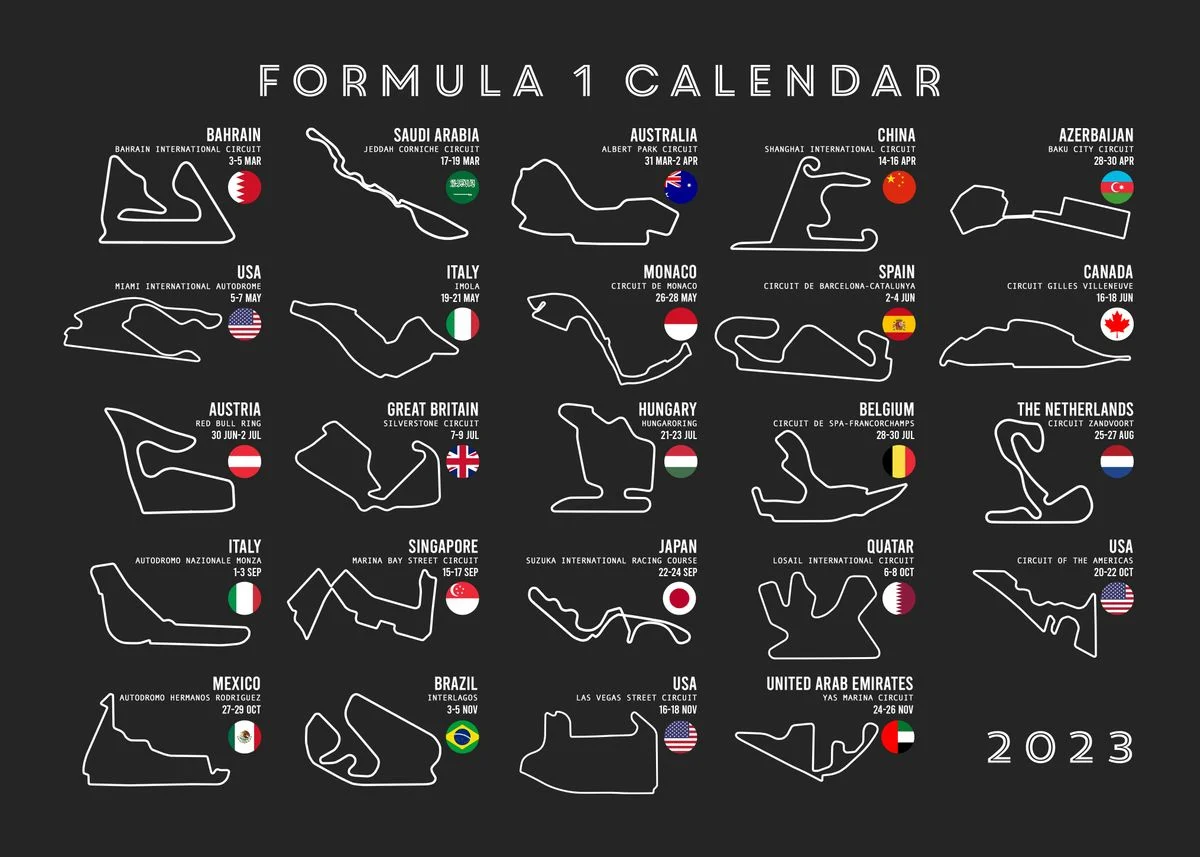 FORMULA 1 CALENDAR
BAHRAIN
BAHRAIN INTERNATIONAL CIRCUIT
3-5 MAR
SAUDI ARABIA
JEDDAH CORNICHE CIRCUIT
17-19 MAR
AUSTRALIA
ALBERT PARK CIRCUIT
31 MAR-2 APR
CHINA
SHANGHAI INTERNATIONAL CIRCUIT
14-16 APR
AZERBAIJAN
BAKU CITY CIRCUIT
28-30 APR
USA
MIAMI INTERNATIONAL AUTODROME
5-7 MAY
ITALY
IMOLA
19-21 MAY
MONACO
CIRCUIT DE MONACO
26-28 MAY
SPAIN
CIRCUIT DE BARCELONA-CATALUNYA
2-4 JUN
CANADA
CIRCUIT GILLES VILLENEUVE
16-18 JUN
AUSTRIA
RED BULL RING
30 JUN-2 JUL
GREAT BRITAIN
SILVERSTONE CIRCUIT
7-9 JUL
HUNGARY
HUNGARORING
21-23 JUL
BELGIUM
CIRCUIT DE SPA-FRANCORCHAMPS
28-30 JUL
THE NETHERLANDS
CIRCUIT ZANDVOORT
25-27 AUG
ITALY
AUTODROMO NAZIONALE MONZA
1-3 SEP
SINGAPORE
MARINA BAY STREET CIRCUIT
15-17 SEP
JAPAN
SUZUKA INTERNATIONAL RACING COURSE
22-24 SEP
QUATAR
LOSAIL INTERNATIONAL CIRCUIT
6-8 OCT
USA
CIRCUIT OF THE AMERICAS
20-22 OCT
MEXICO
AUTODROMO HERMANOS RODRIGUEZ
27-29 OCT
BRAZIL
INTERLAGOS
3-5 NOV
USA
LAS VEGAS STREET CIRCUIT
16-18 NOV
UNITED ARAB EMIRATES
YAS MARINA CIRCUIT
24-26 NOV
2023